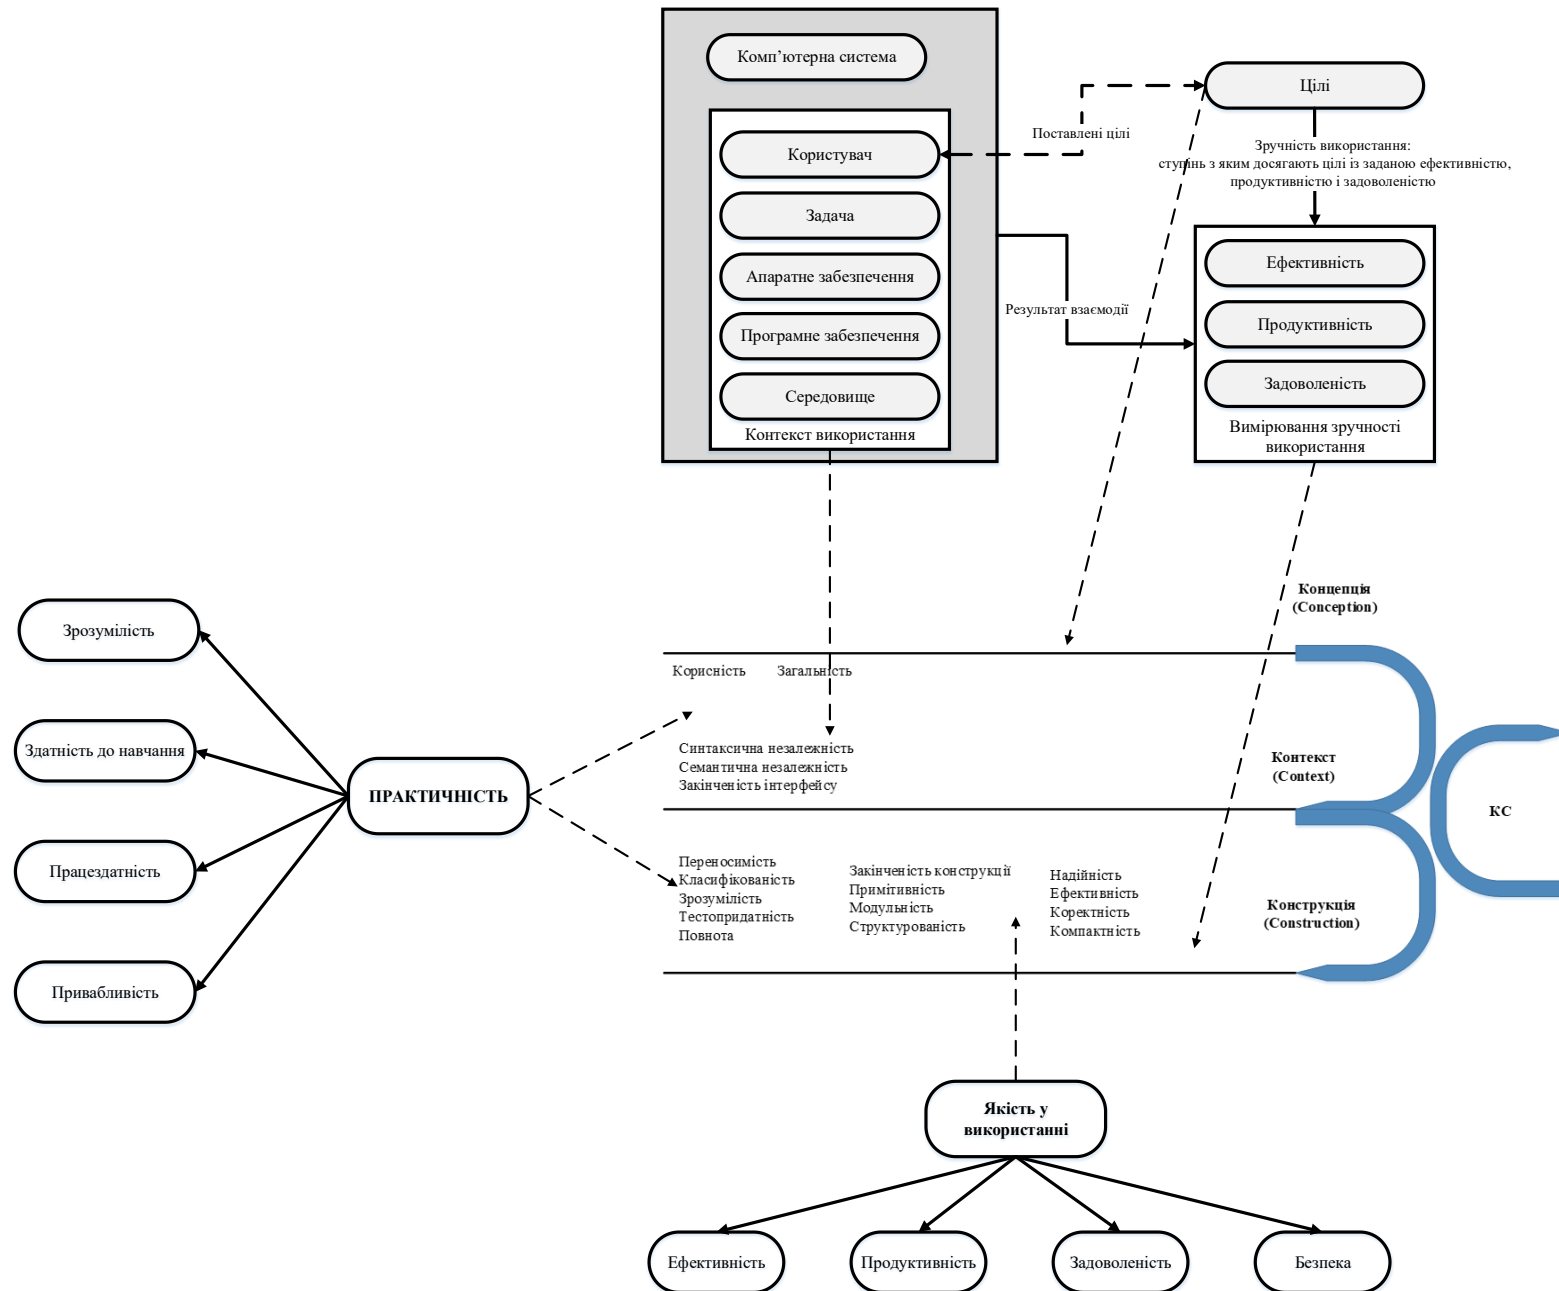 Комп’ютерна система
Цілі
Поставлені цілі
Користувач
Зручність використання:
ступінь з яким досягають цілі із заданою ефективністю,
продуктивністю і задоволеністю
Задача
Апаратне забезпечення
Програмне забезпечення
Середовище
Контекст використання
Результат взаємодії
Ефективність
Продуктивність
Задоволеність
Вимірювання зручності
використання
Концепція
(Conception)
Зрозумілість
Здатність до навчання
Працездатність
Привабливість
ПРАКТИЧНІСТЬ
Корисність
Загальність
Синтаксична незалежність
Семантична незалежність
Закінченість інтерфейсу
Контекст
(Context)
КС
Переносимість
Класифікованість
Зрозумілість
Тестопридатність
Повнота
Закінченість конструкції
Примітивність
Модульність
Структурованість
Надійність
Ефективність
Коректність
Компактність
Конструкція
(Construction)
Якість у
використанні
Ефективність
Продуктивність
Задоволеність
Безпека